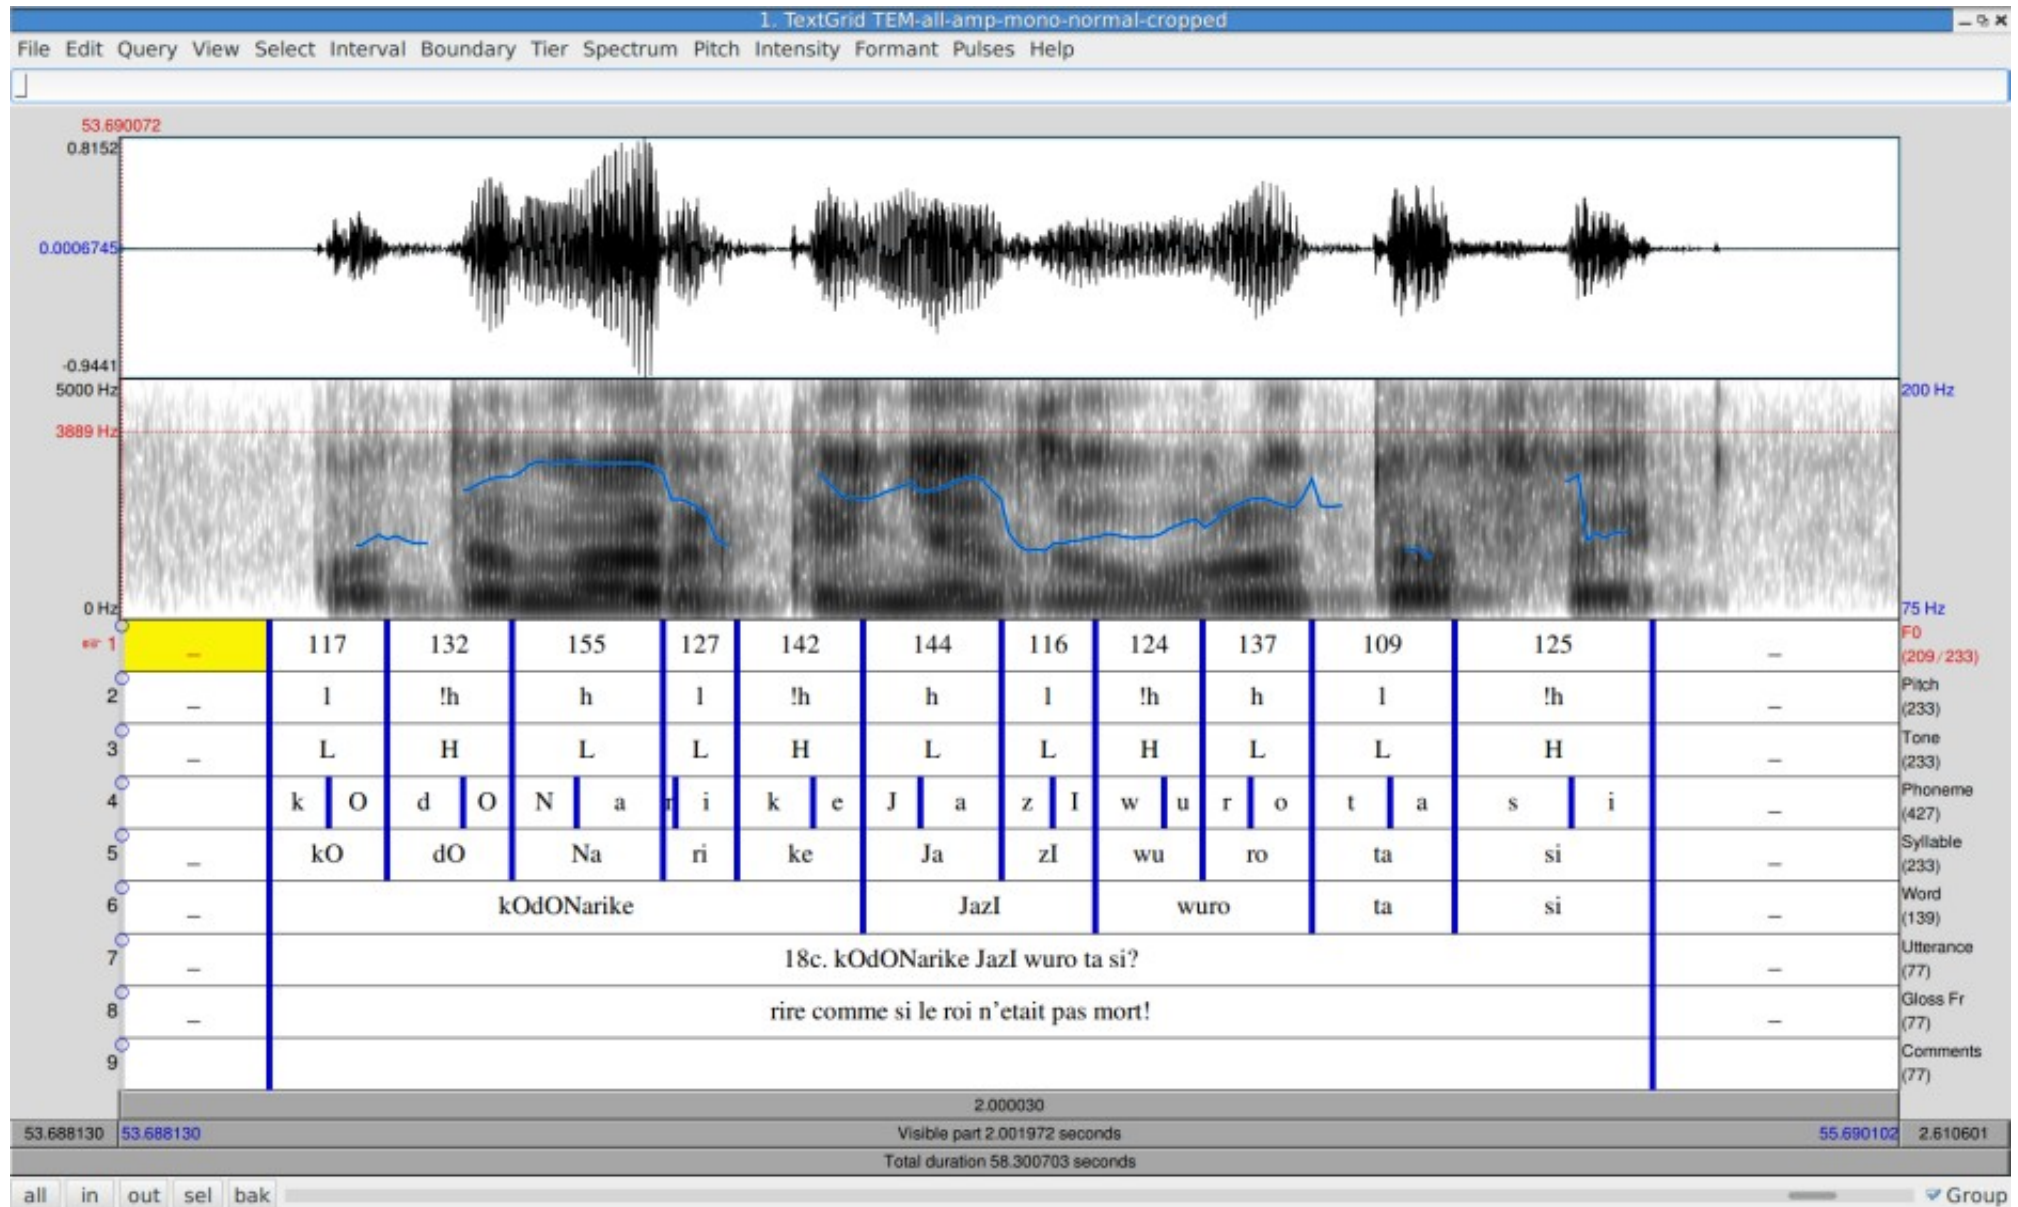 1. TextGrid TEM-all-amp-mono-normal-cropped
File Edit Query View Select Interval Boundary Tier Spectrum Pitch Intensity Formant Pulses Help
53.690072
0.8152
0.0006745
-0.9441
5000 Hz 200 Hz
3889 Hz
0 Hz 75 Hz
1 _ 117 132 155 127 142 144 116 124 137 109 125 _ F0 (209/233)
2 _ l !h h l !h h l !h h l !h _ Pitch (233)
3 _ L H L L H L L H L L H _ Tone (233)
4 k O d O N a r i k e J a z I w u r o t a s i _ Phoneme (427)
5 _ kO dO Na ri ke Ja zI wu ro ta si _ Syllable (233)
6 _ kOdONarike JazI wuro ta si _ Word (139)
7 _ 18c. kOdONarike JazI wuro ta si? _ Utterance (77)
8 _ rire comme si le roi n'etait pas mort! _ Gloss Fr (77)
9 Comments (77)
2.000030
53.688130 53.688130 Visible part 2.001972 seconds 55.690102 2.610601
Total duration 58.300703 seconds
all in out sel bak Group